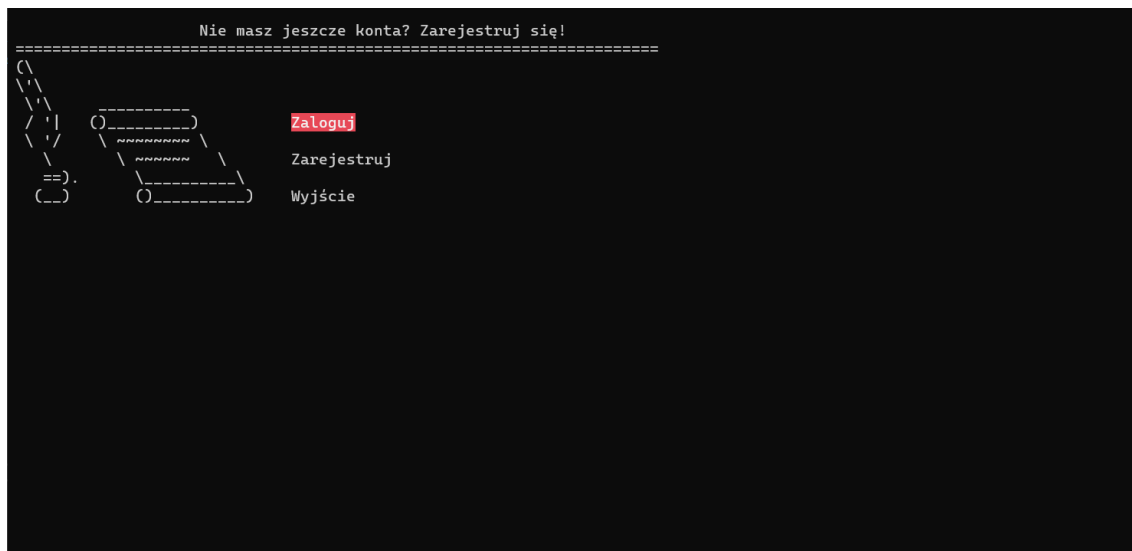 Nie masz jeszcze konta? Zarejestruj się!
Zaloguj
Zarejestruj
Wyjście